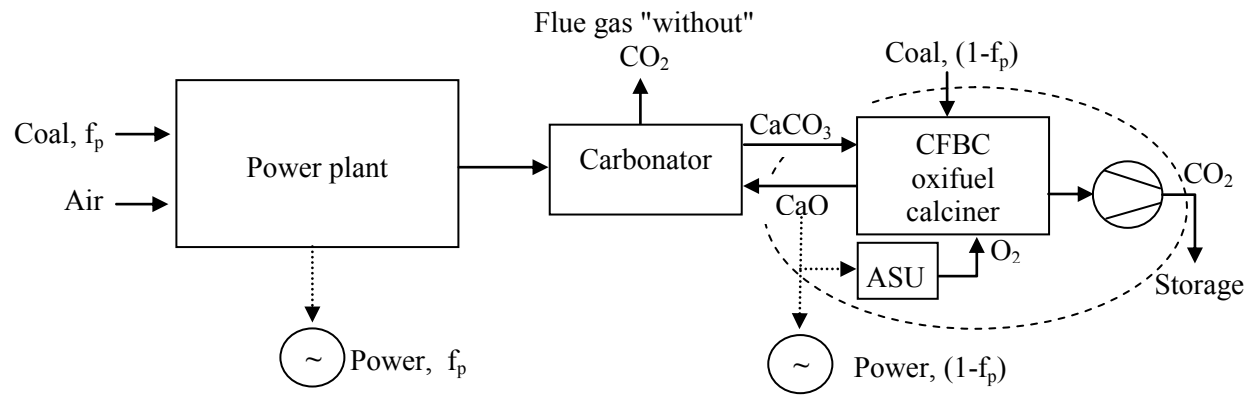 Flue gas "without"
CO₂
Coal, (1-fₚ)
Coal, fₚ
Air
Power plant
Carbonator
CaCO₃
CaO
CFBC
oxifuel
calciner
CO₂
O₂
ASU
Storage
~
Power, fₚ
~
Power, (1-fₚ)